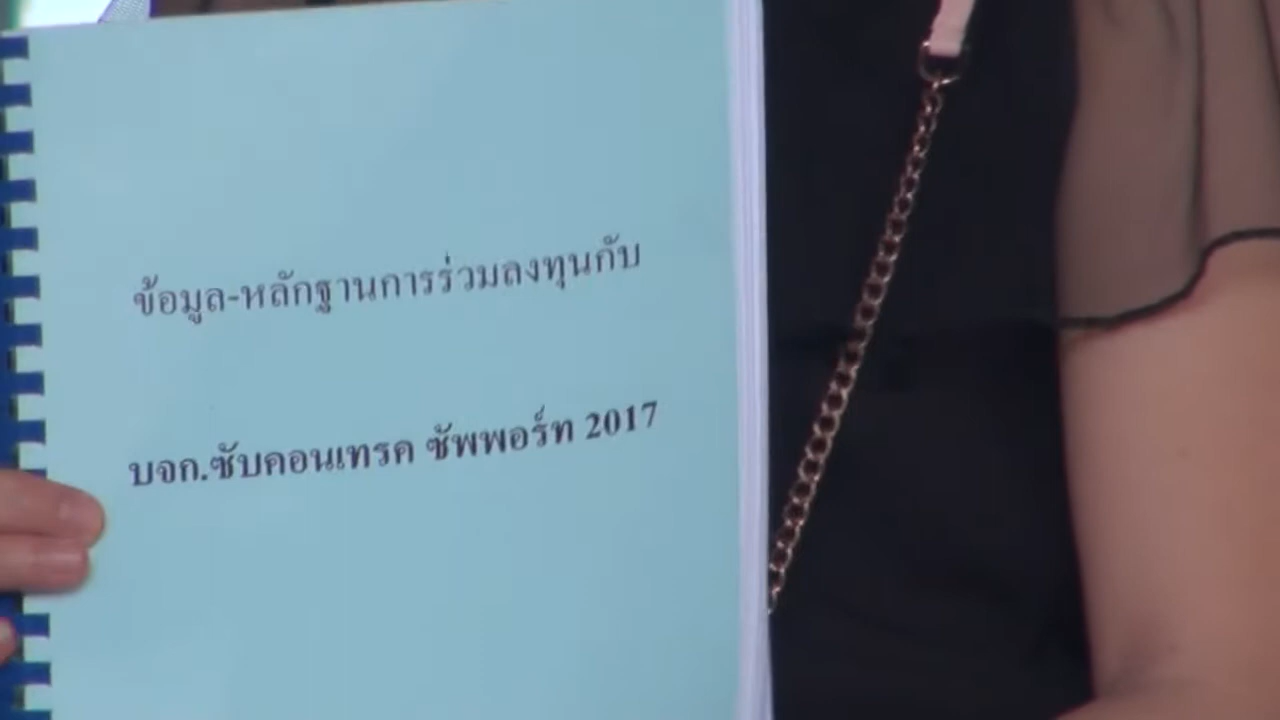 ข้อมูล-หลักฐานการร่วมลงทุนกับ
บจก.ซับคอนเทรค ซัพพอร์ท 2017